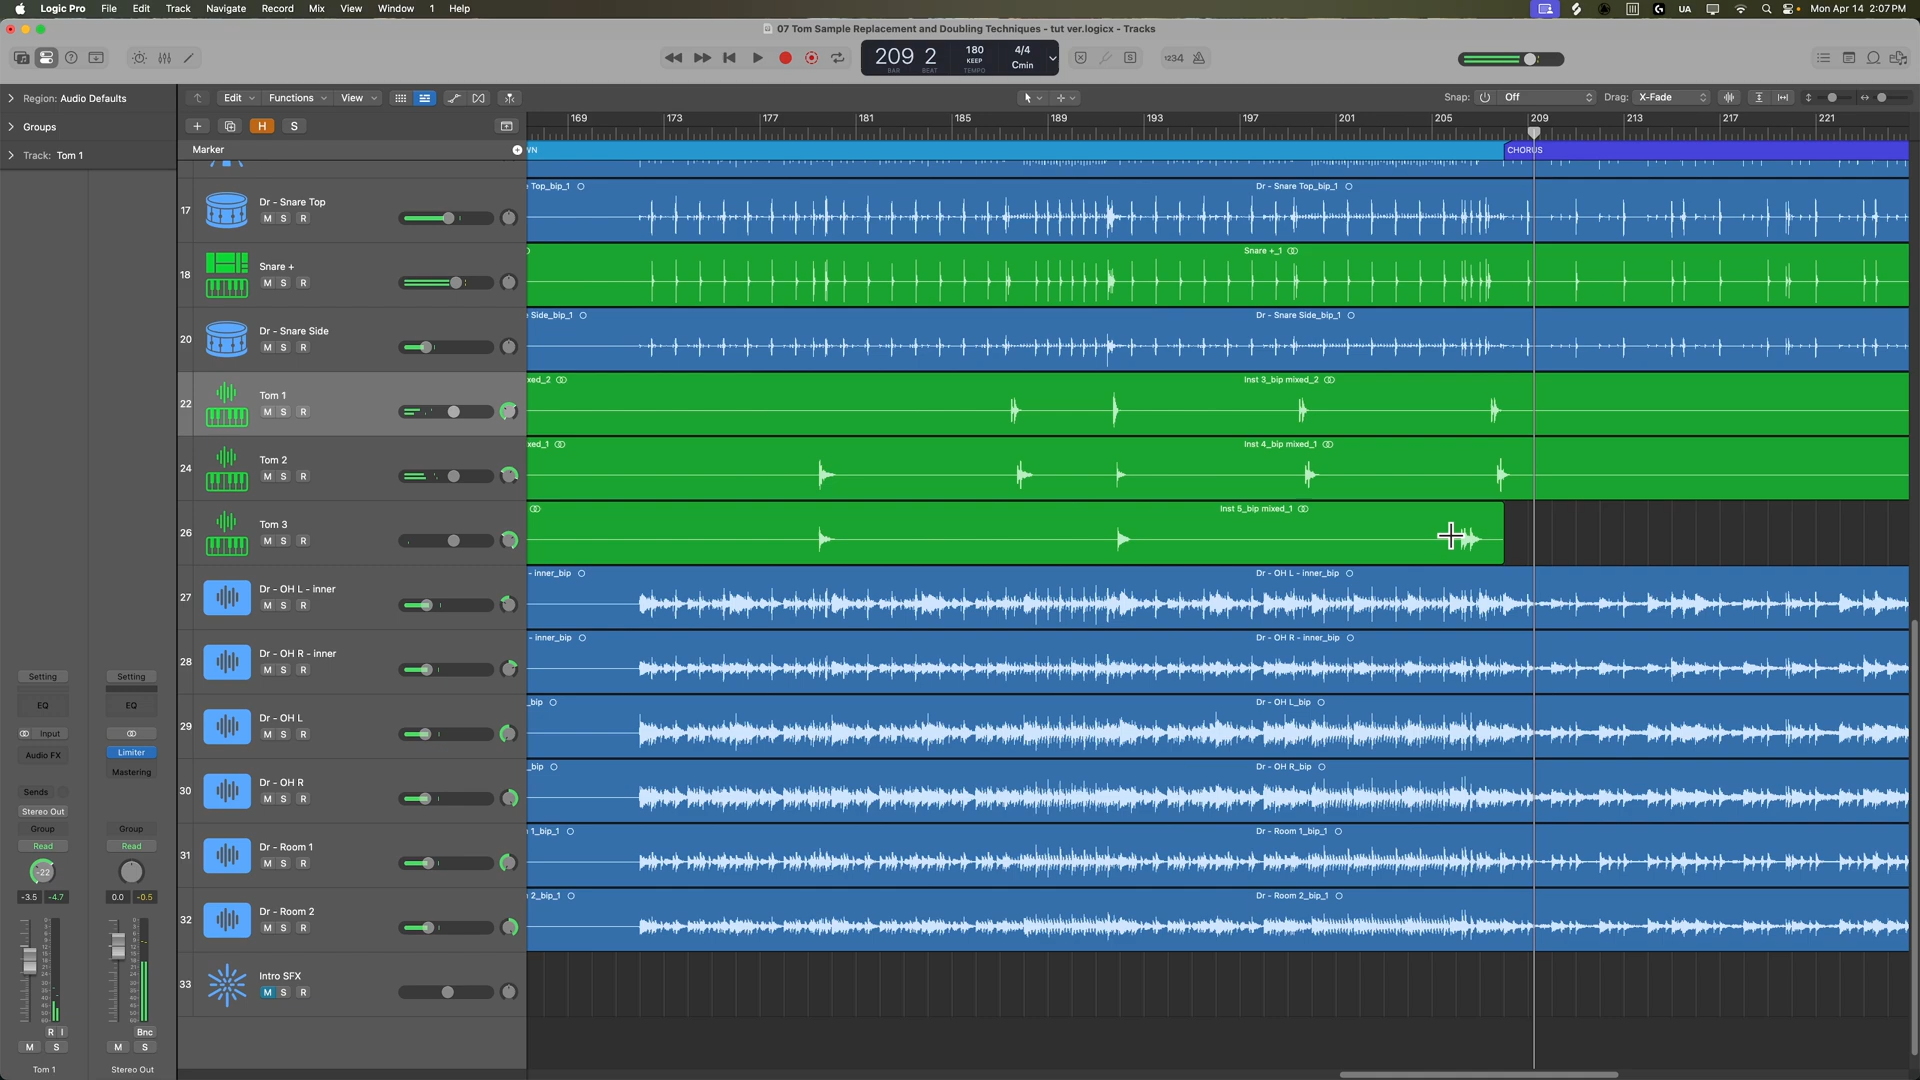 Logic Pro File Edit Track Navigate Record Mix View Window 1 Help
UA Mon Apr 14 2:07PM
07 Tom Sample Replacement and Doubling Techniques - tut ver.logicx - Tracks
209 2 180 4/4
BAR BEAT KEEP TEMPO Cmin
1234
Region: Audio Defaults
Groups
Track: Tom 1
Edit Functions View
Snap: Off Drag: X-Fade
H S
169 173 177 181 185 189 193 197 201 205 209 213 217 221
Marker
WN CHORUS
17 Dr - Snare Top
M S R
Top_bip_1 Dr - Snare Top_bip_1
18 Snare +
M S R
Snare +_1
20 Dr - Snare Side
M S R
Side_bip_1 Dr - Snare Side_bip_1
22 Tom 1
M S R
xed_2 Inst 3_bip mixed_2
24 Tom 2
M S R
xed_1 Inst 4_bip mixed_1
26 Tom 3
M S R
Inst 5_bip mixed_1
27 Dr - OH L - inner
M S R
- inner_bip Dr - OH L - inner_bip
28 Dr - OH R - inner
M S R
- inner_bip Dr - OH R - inner_bip
29 Dr - OH L
M S R
_bip Dr - OH L_bip
30 Dr - OH R
M S R
_bip Dr - OH R_bip
31 Dr - Room 1
M S R
1_bip_1 Dr - Room 1_bip_1
32 Dr - Room 2
M S R
2_bip_1 Dr - Room 2_bip_1
33 Intro SFX
M S R
Setting Setting
EQ EQ
Input
Audio FX Limiter
Mastering
Sends
Stereo Out
Group Group
Read Read
-22
-3.5 -4.7 0.0 -0.5
R I Bnc
M S M S
Tom 1 Stereo Out